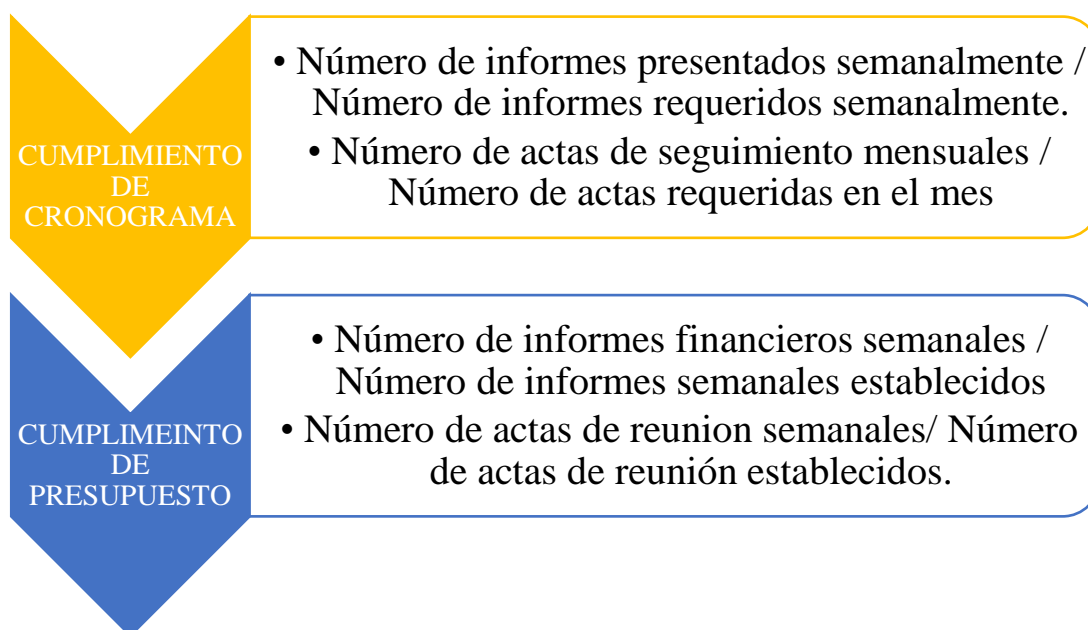 CUMPLIMIENTO
DE
CRONOGRAMA
• Número de informes presentados semanalmente /
Número de informes requeridos semanalmente.
• Número de actas de seguimiento mensuales /
Número de actas requeridas en el mes
CUMPLIMEINTO
DE
PRESUPUESTO
• Número de informes financieros semanales /
Número de informes semanales establecidos
• Número de actas de reunion semanales/ Número
de actas de reunión establecidos.